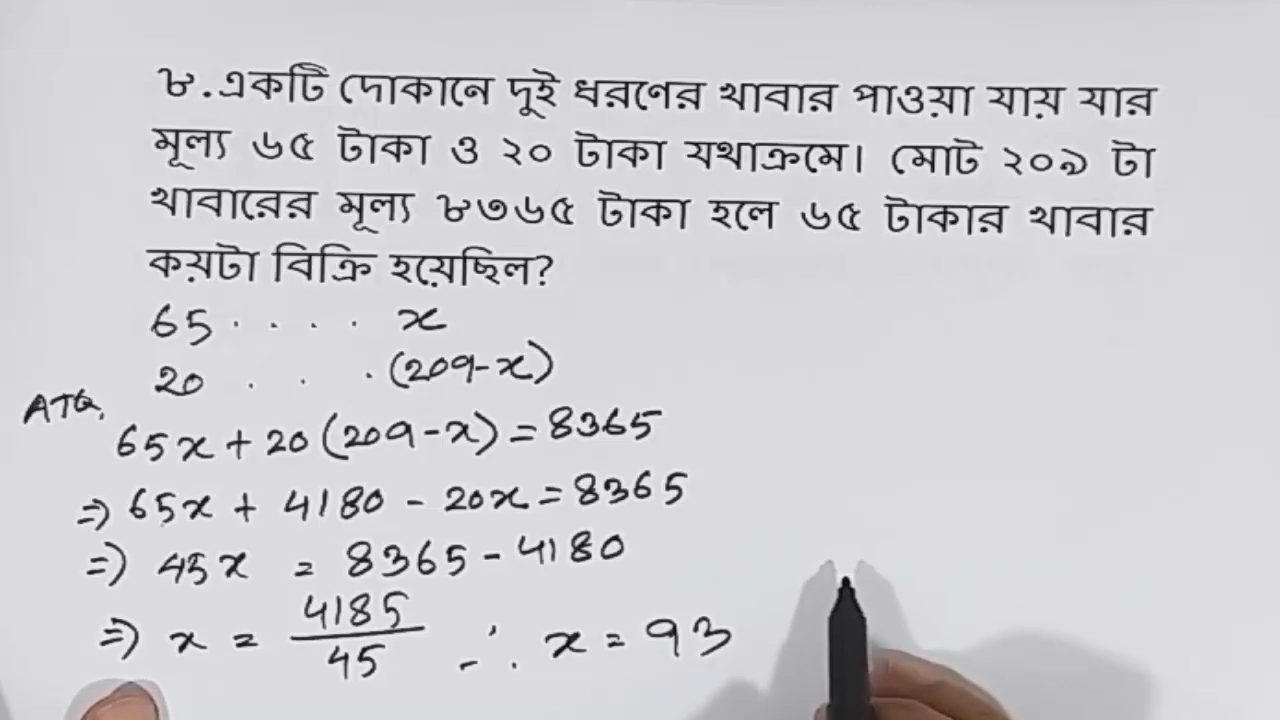 ৮.একটি দোকানে দুই ধরণের খাবার পাওয়া যায় যার
মূল্য ৬৫ টাকা ও ২০ টাকা যথাক্রমে। মোট ২০৯ টা
খাবারের মূল্য ৮৩৬৫ টাকা হলে ৬৫ টাকার খাবার
কয়টা বিক্রি হয়েছিল?
65 . . . . x
20 . . . (209-x)
ATQ,
65x + 20 (209-x) = 8365
⇒ 65x + 4180 - 20x = 8365
⇒ 45x = 8365 - 4180
⇒ x = 4185/45 ∴ x = 93